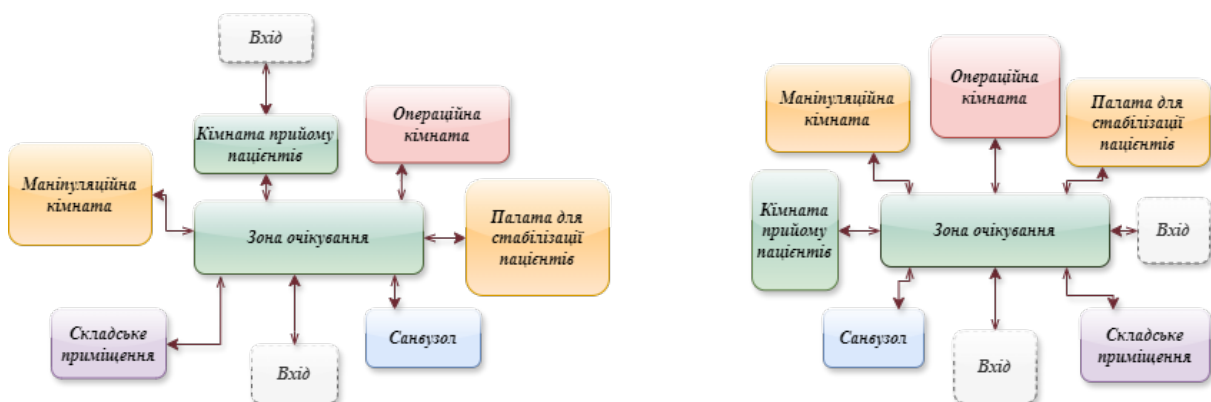 Вхід
Операційна
кімната
Кімната прийому
пацієнтів
Маніпуляційна
кімната
Зона очікування
Палата для
стабілізації
пацієнтів
Складське
приміщення
Вхід
Санвузол
Операційна
кімната
Маніпуляційна
кімната
Палата для
стабілізації
пацієнтів
Кімната
прийому
пацієнтів
Зона очікування
Вхід
Санвузол
Вхід
Складське
приміщення